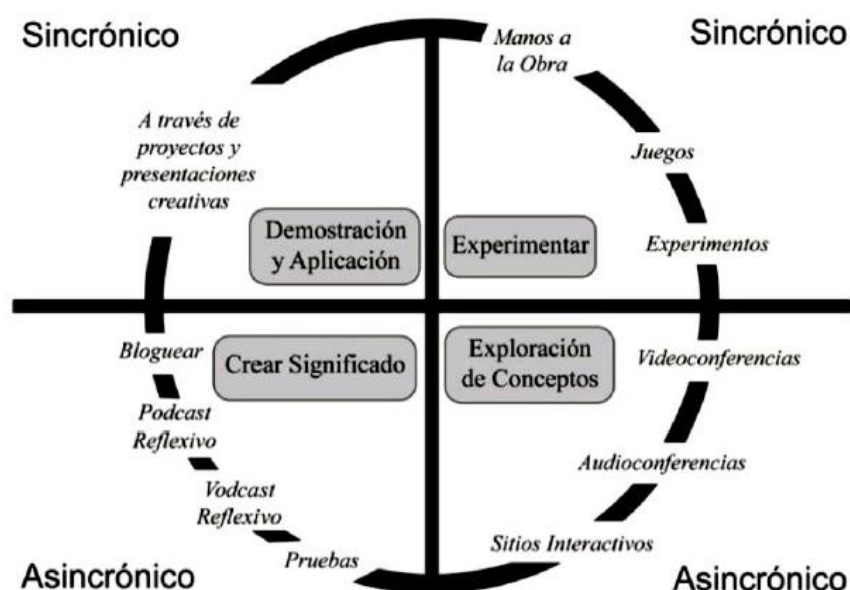 Sincrónico
Sincrónico
Manos a
la Obra
A través de
proyectos y
presentaciones
creativas
Juegos
Demostración
y Aplicación
Experimentar
Experimentos
Bloguear
Crear Significado
Exploración
de Conceptos
Videoconferencias
Podcast
Reflexivo
Audioconferencias
Vodcast
Reflexivo
Pruebas
Sitios Interactivos
Asincrónico
Asincrónico